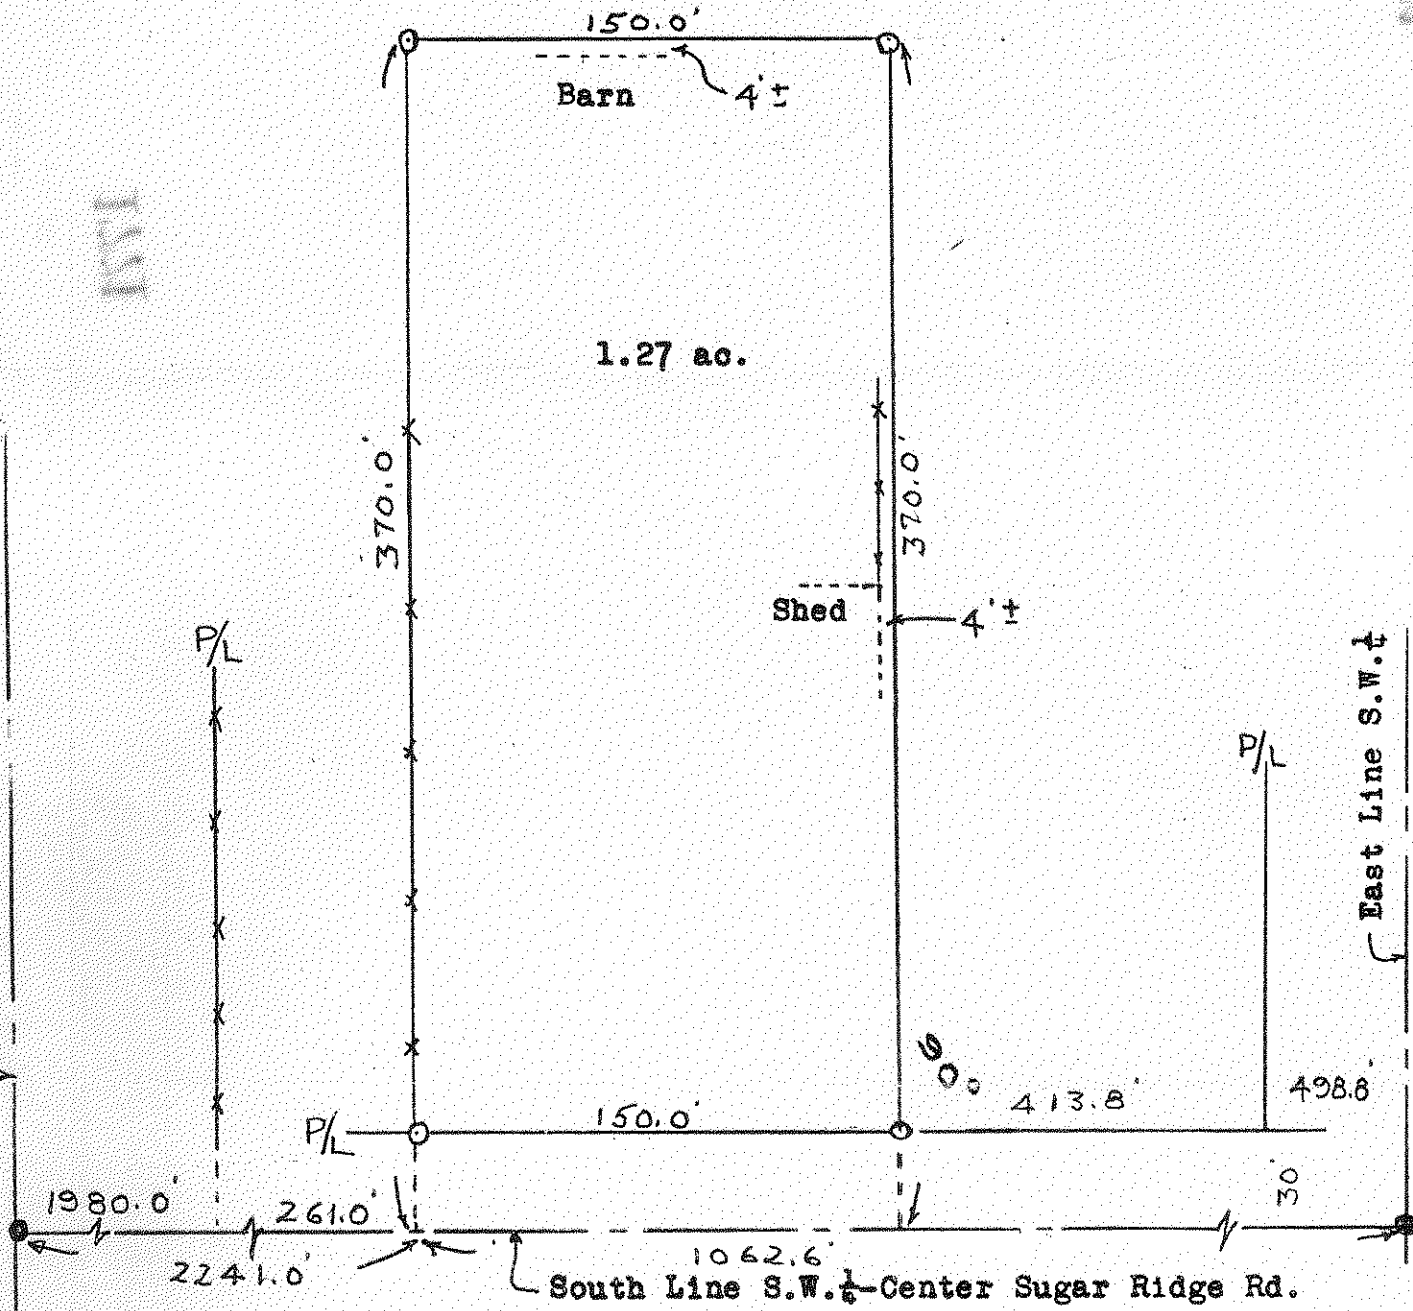 150.0'
Barn
4'±
1.27 ac.
370.0'
370.0'
Shed
4'±
P/L
P/L
East Line S.W.¼
90°
413.8'
498.8'
P/L
150.0'
30'
1980.0'
261.0'
2241.0'
1062.6'
South Line S.W.¼-Center Sugar Ridge Rd.